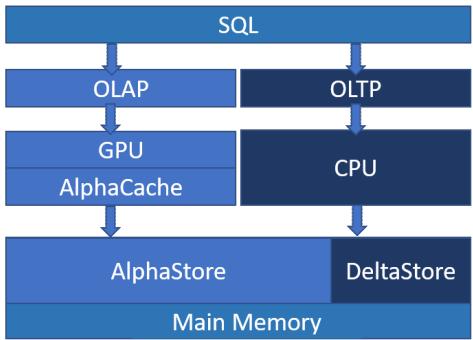 SQL
OLAP
OLTP
GPU
AlphaCache
CPU
AlphaStore
DeltaStore
Main Memory